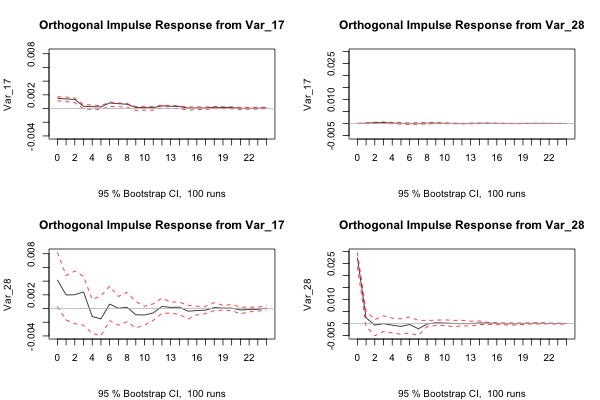 Orthogonal Impulse Response from Var_17
Var_17
-0.004 0.002 0.008
0 2 4 6 8 10 13 16 19 22
95 % Bootstrap CI, 100 runs
Orthogonal Impulse Response from Var_28
Var_17
-0.005 0.010 0.025
0 2 4 6 8 10 13 16 19 22
95 % Bootstrap CI, 100 runs
Orthogonal Impulse Response from Var_17
Var_28
-0.004 0.002 0.008
0 2 4 6 8 10 13 16 19 22
95 % Bootstrap CI, 100 runs
Orthogonal Impulse Response from Var_28
Var_28
-0.005 0.010 0.025
0 2 4 6 8 10 13 16 19 22
95 % Bootstrap CI, 100 runs